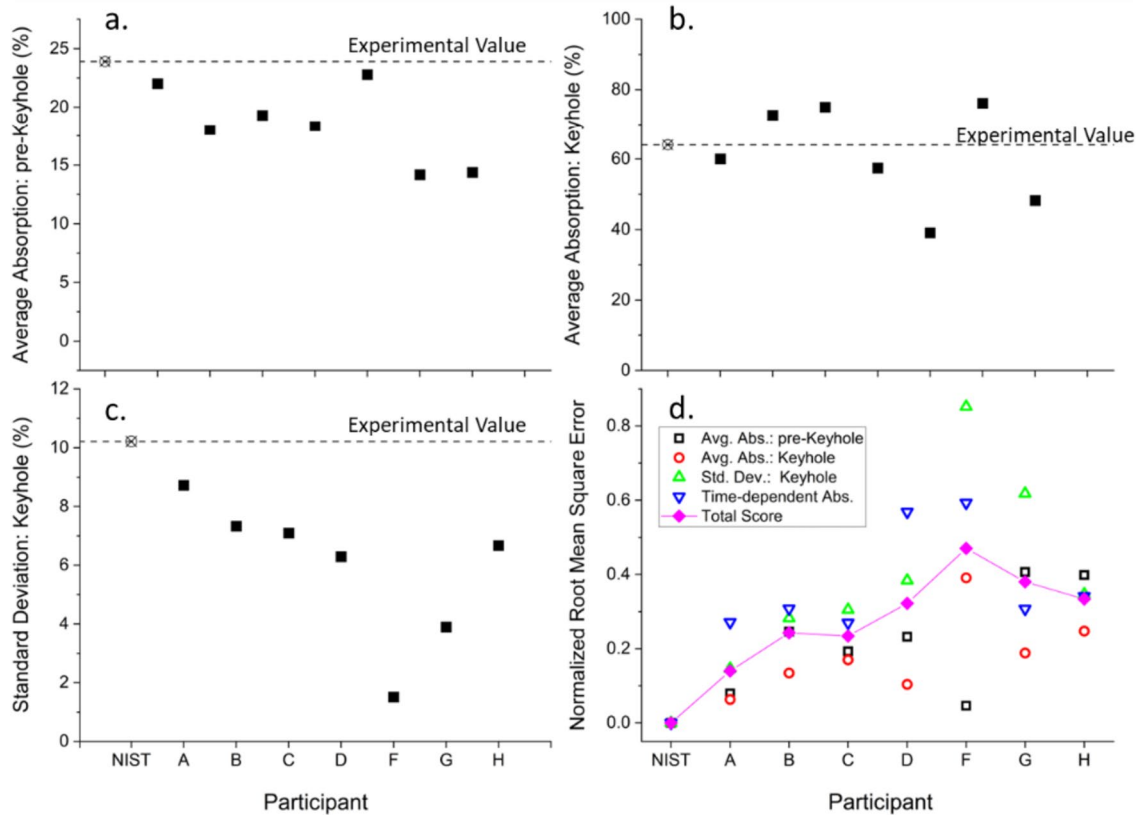 a.
Experimental Value
Average Absorption: pre-Keyhole (%)
25
20
15
10
5
0
b.
Experimental Value
Average Absorption: Keyhole (%)
100
80
60
40
20
0
c.
Experimental Value
Standard Deviation: Keyhole (%)
12
10
8
6
4
2
0
NIST A B C D F G H
Participant
d.
Avg. Abs.: pre-Keyhole
Avg. Abs.: Keyhole
Std. Dev.: Keyhole
Time-dependent Abs.
Total Score
Normalized Root Mean Square Error
0.8
0.6
0.4
0.2
0.0
NIST A B C D F G H
Participant